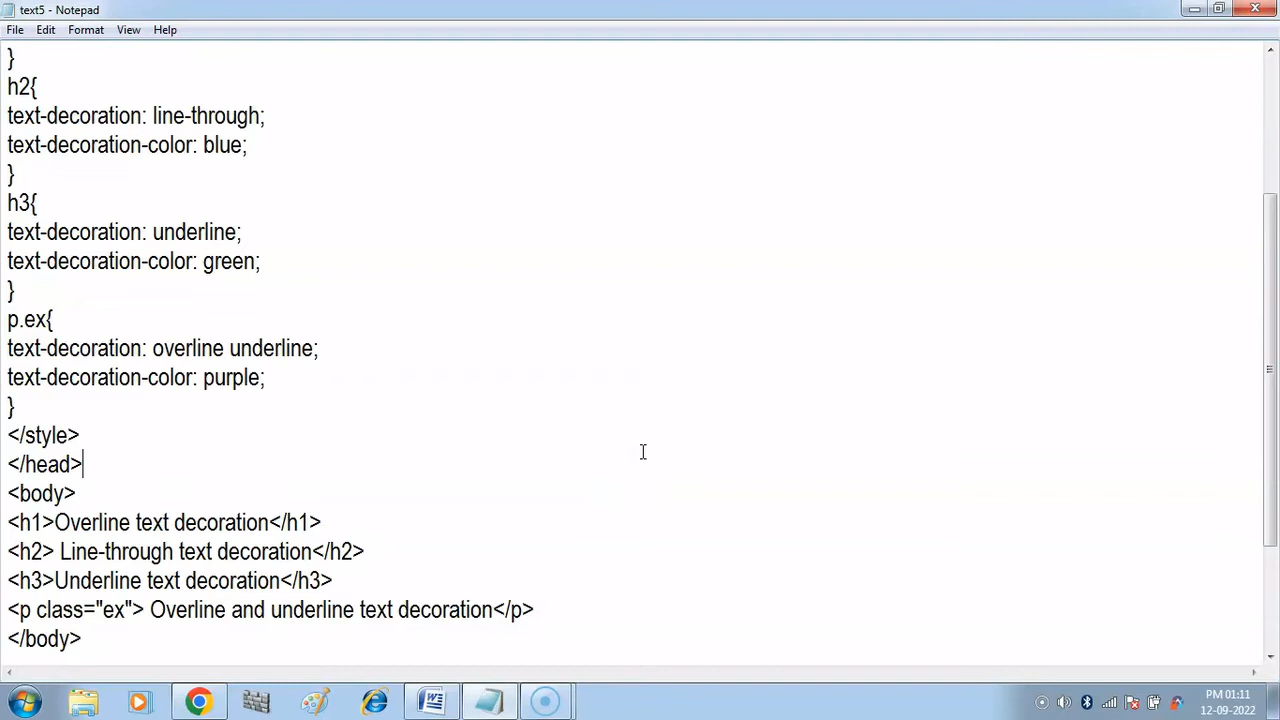 text5 - Notepad
File Edit Format View Help
}
h2{
text-decoration: line-through;
text-decoration-color: blue;
}
h3{
text-decoration: underline;
text-decoration-color: green;
}
p.ex{
text-decoration: overline underline;
text-decoration-color: purple;
}
</style>
</head>
<body>
<h1>Overline text decoration</h1>
<h2> Line-through text decoration</h2>
<h3>Underline text decoration</h3>
<p class="ex"> Overline and underline text decoration</p>
</body>
PM 01:11
12-09-2022